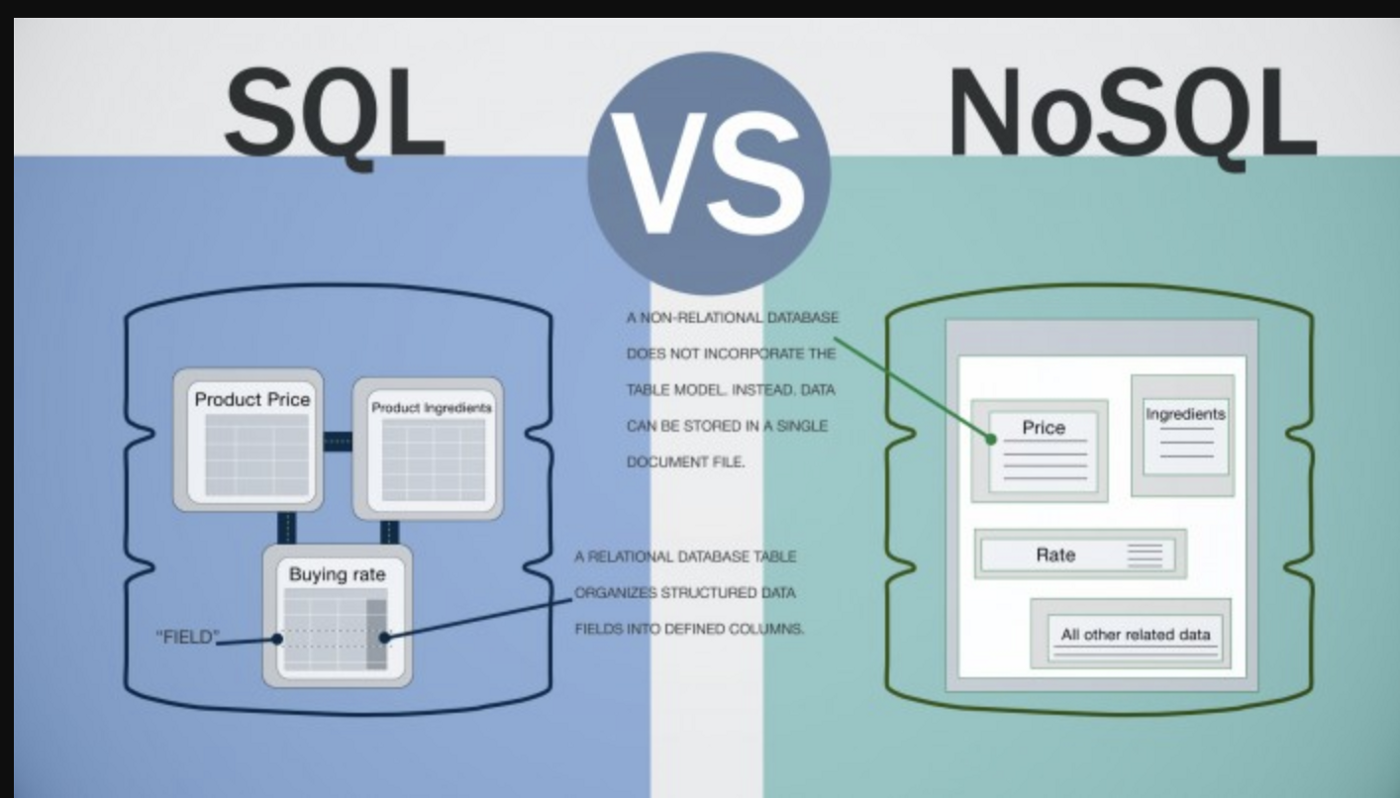 SQL
VS
NoSQL
A NON-RELATIONAL DATABASE
DOES NOT INCORPORATE THE
TABLE MODEL. INSTEAD. DATA
CAN BE STORED IN A SINGLE
DOCUMENT FILE.
Product Price
Product Ingredients
Buying rate
"FIELD"
A RELATIONAL DATABASE TABLE
ORGANIZES STRUCTURED DATA
FIELDS INTO DEFINED COLUMNS.
Price
Ingredients
Rate
All other related data